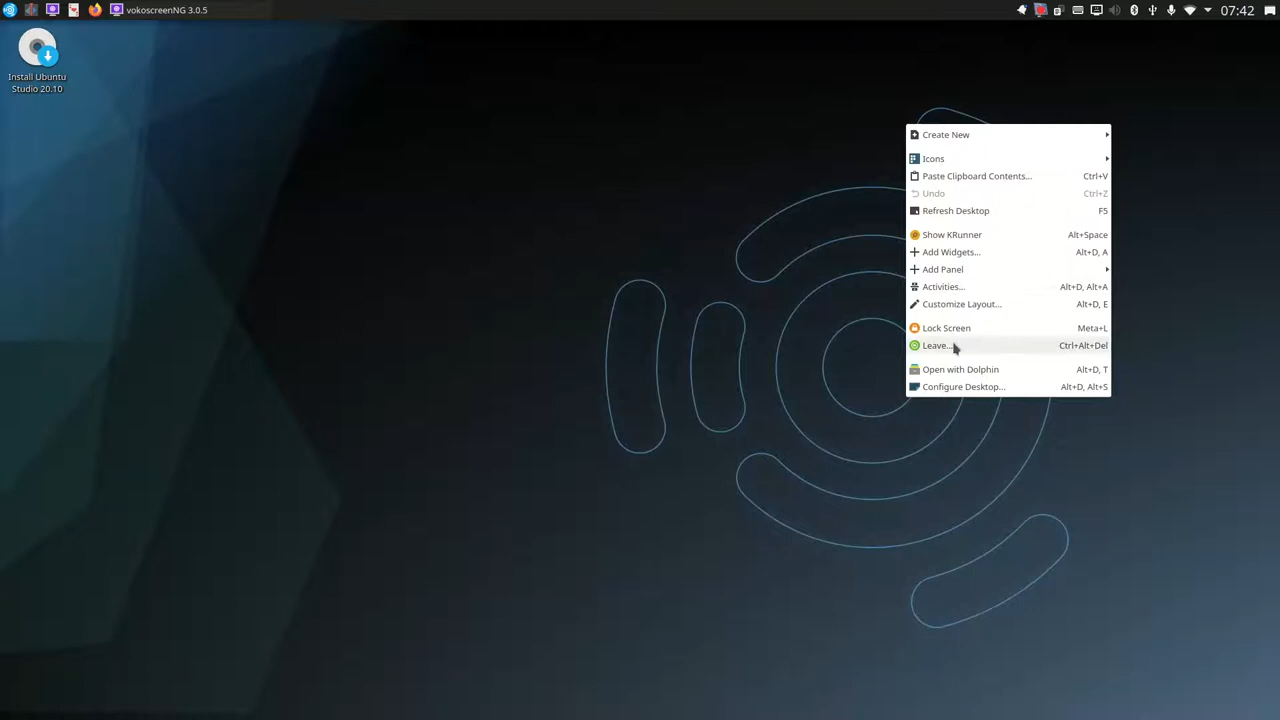 vokoscreenNG 3.0.5
07:42
Install Ubuntu
Studio 20.10
Create New
Icons
Paste Clipboard Contents... Ctrl+V
Undo Ctrl+Z
Refresh Desktop F5
Show KRunner Alt+Space
Add Widgets... Alt+D, A
Add Panel
Activities... Alt+D, Alt+A
Customize Layout... Alt+D, E
Lock Screen Meta+L
Leave... Ctrl+Alt+Del
Open with Dolphin Alt+D, T
Configure Desktop... Alt+D, Alt+S